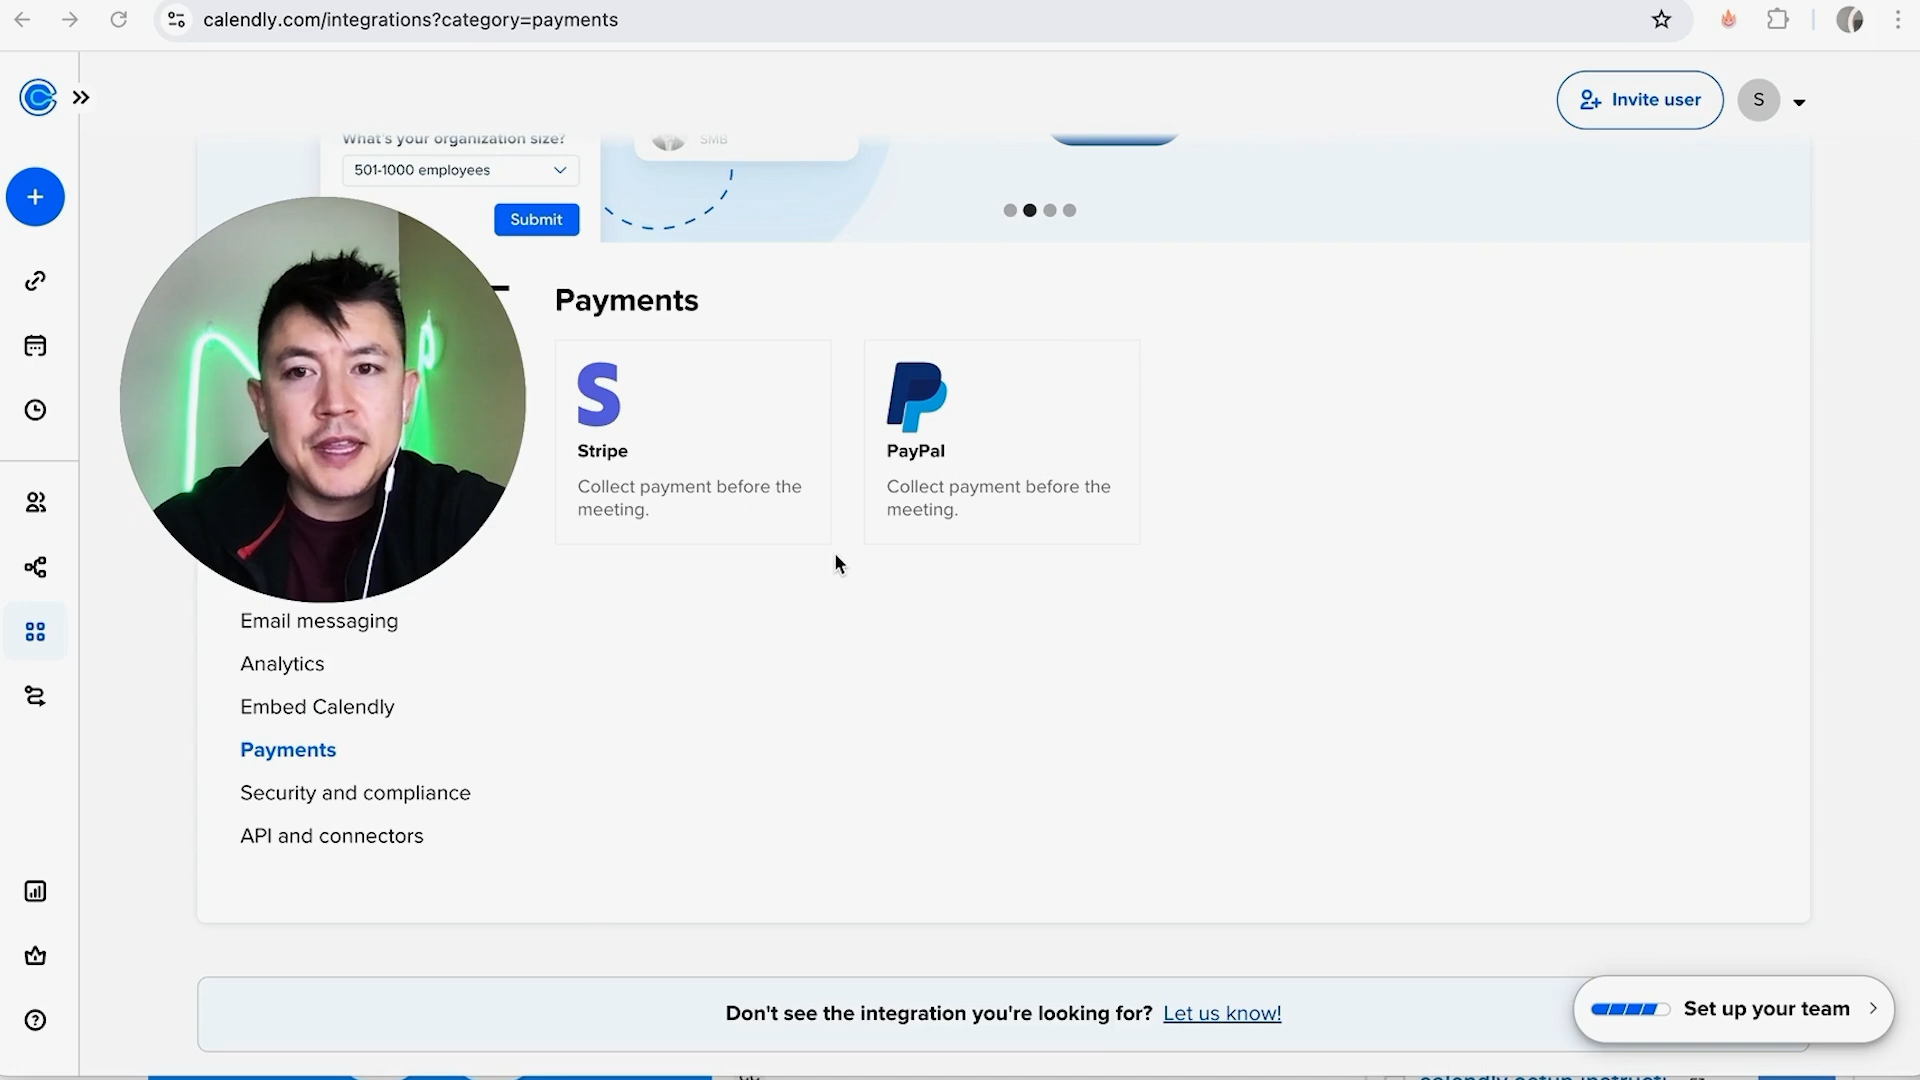 calendly.com/integrations?category=payments
Invite user
S
What's your organization size?
501-1000 employees
Submit
SMB
Payments
Stripe
Collect payment before the
meeting.
PayPal
Collect payment before the
meeting.
Email messaging
Analytics
Embed Calendly
Payments
Security and compliance
API and connectors
Don't see the integration you're looking for? Let us know!
Set up your team